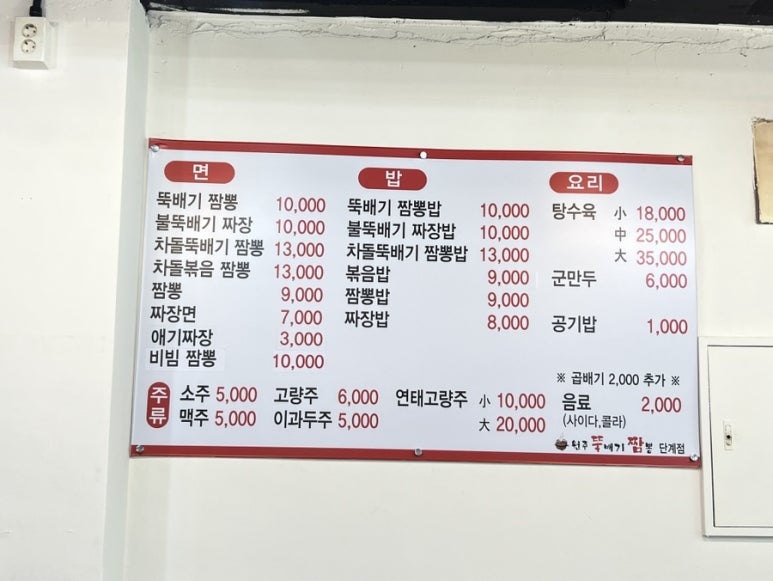 면
뚝배기 짬뽕 10,000
불뚝배기 짜장 10,000
차돌뚝배기 짬뽕 13,000
차돌볶음 짬뽕 13,000
짬뽕 9,000
짜장면 7,000
애기짜장 3,000
비빔 짬뽕 10,000
밥
뚝배기 짬뽕밥 10,000
불뚝배기 짜장밥 10,000
차돌뚝배기 짬뽕밥 13,000
볶음밥 9,000
짬뽕밥 9,000
짜장밥 8,000
요리
탕수육 小 18,000
中 25,000
大 35,000
군만두 6,000
공기밥 1,000
※ 곱배기 2,000 추가 ※
주류
소주 5,000 고량주 6,000 연태고량주 小 10,000
맥주 5,000 이과두주 5,000 大 20,000
음료 2,000
(사이다,콜라)
원주 뚝배기 짬뽕 단계점